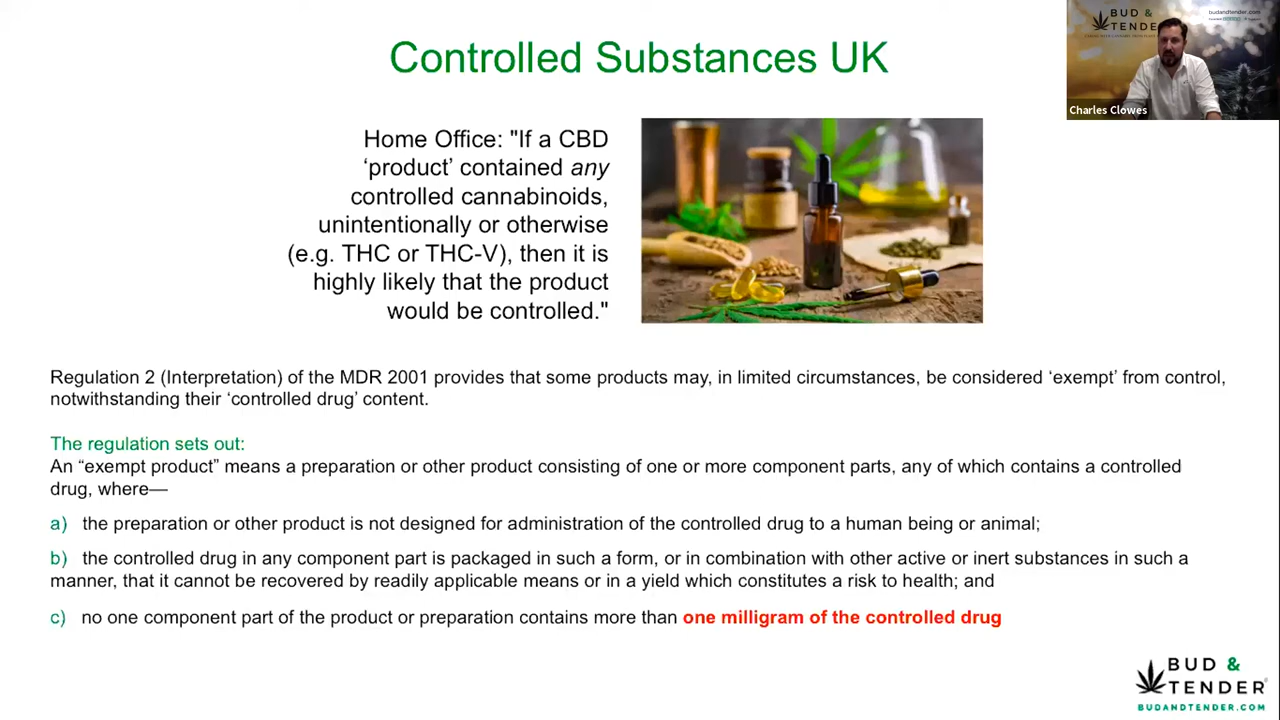 Controlled Substances UK
Home Office: "If a CBD
‘product’ contained any
controlled cannabinoids,
unintentionally or otherwise
(e.g. THC or THC-V), then it is
highly likely that the product
would be controlled."
Regulation 2 (Interpretation) of the MDR 2001 provides that some products may, in limited circumstances, be considered ‘exempt’ from control,
notwithstanding their ‘controlled drug’ content.
The regulation sets out:
An “exempt product” means a preparation or other product consisting of one or more component parts, any of which contains a controlled
drug, where—
a) the preparation or other product is not designed for administration of the controlled drug to a human being or animal;
b) the controlled drug in any component part is packaged in such a form, or in combination with other active or inert substances in such a
manner, that it cannot be recovered by readily applicable means or in a yield which constitutes a risk to health; and
c) no one component part of the product or preparation contains more than one milligram of the controlled drug
BUD &
TENDE
budandtender.com
Charles Clowes
BUD &
TENDER®
BUDANDTENDER.COM